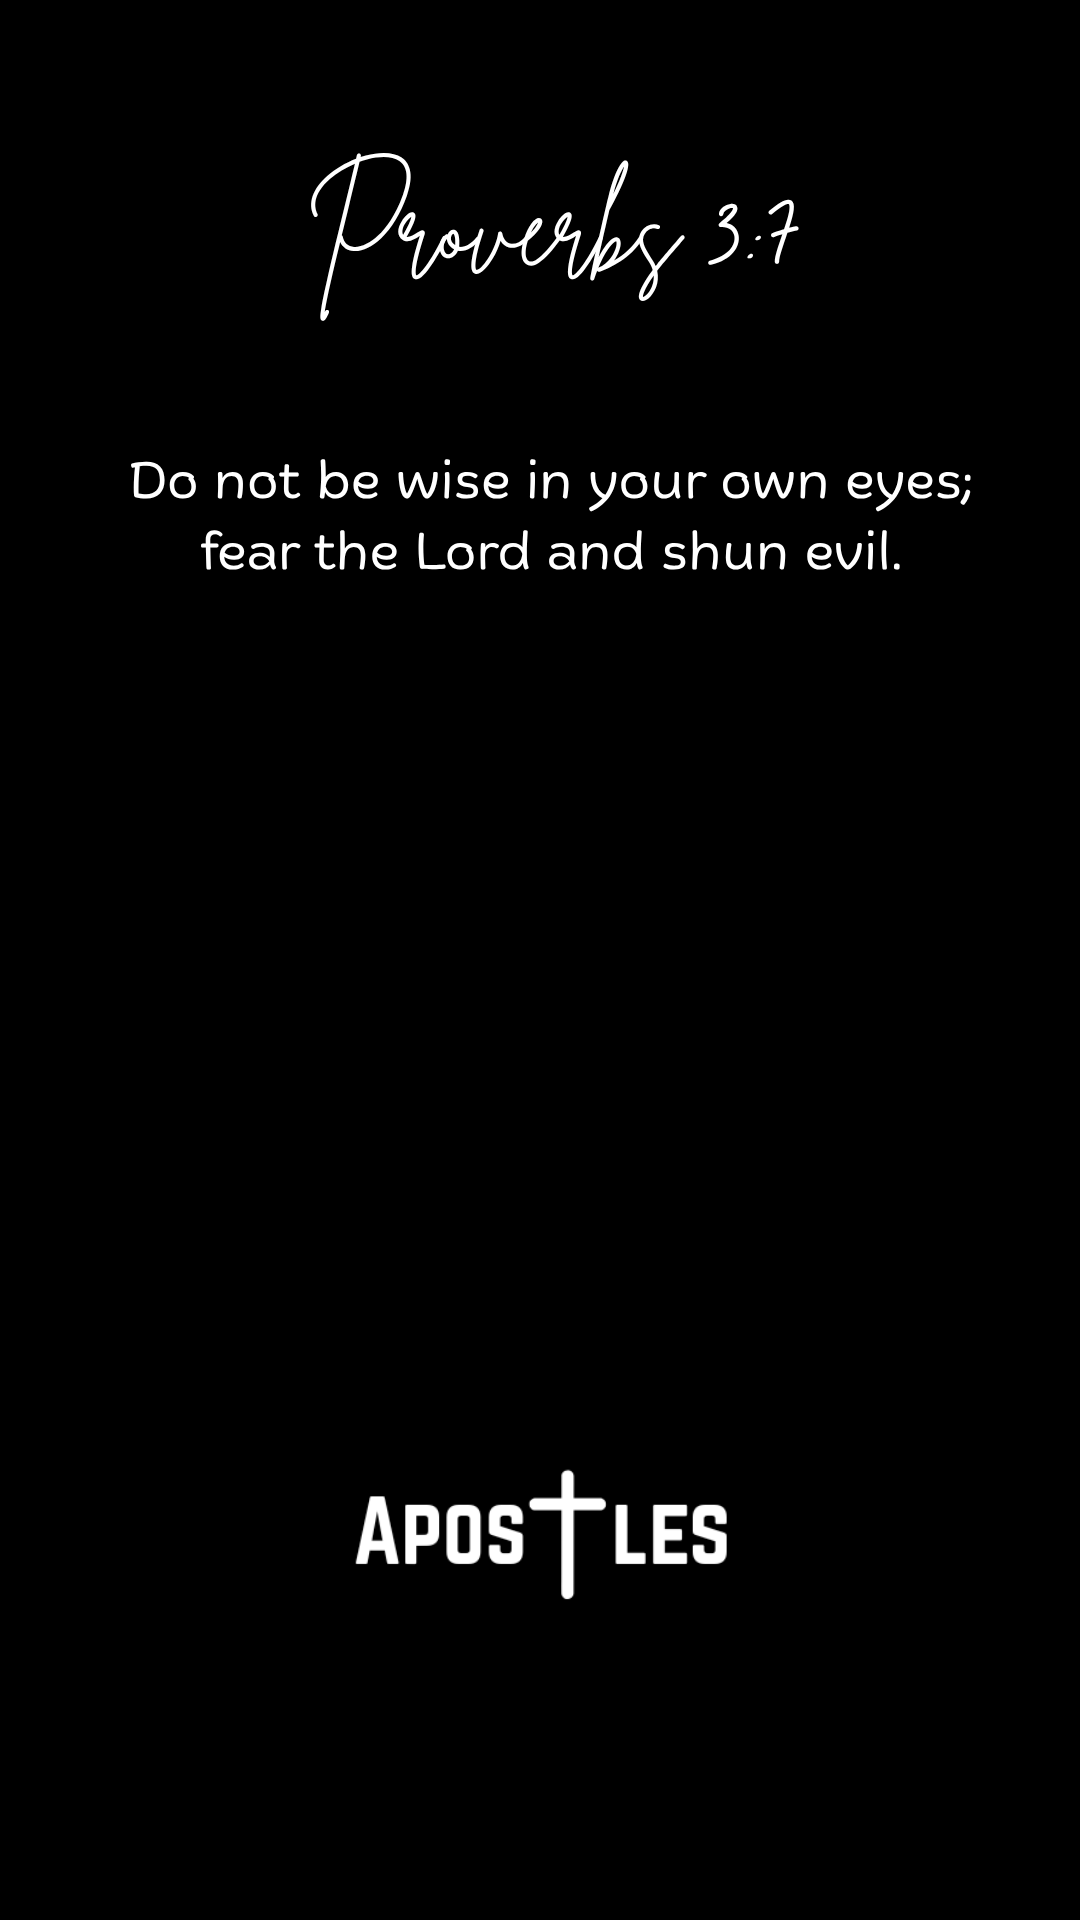 Proverbs 3:7
Do not be wise in your own eyes;
fear the Lord and shun evil.
Apostles